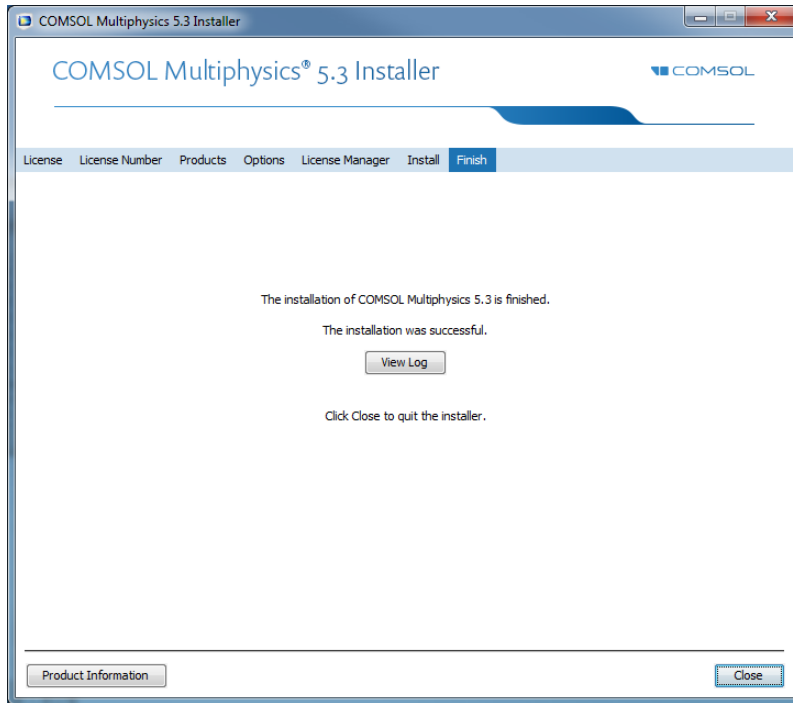 COMSOL Multiphysics 5.3 Installer
COMSOL Multiphysics® 5.3 Installer
COMSOL
License License Number Products Options License Manager Install Finish
The installation of COMSOL Multiphysics 5.3 is finished.
The installation was successful.
View Log
Click Close to quit the installer.
Product Information
Close